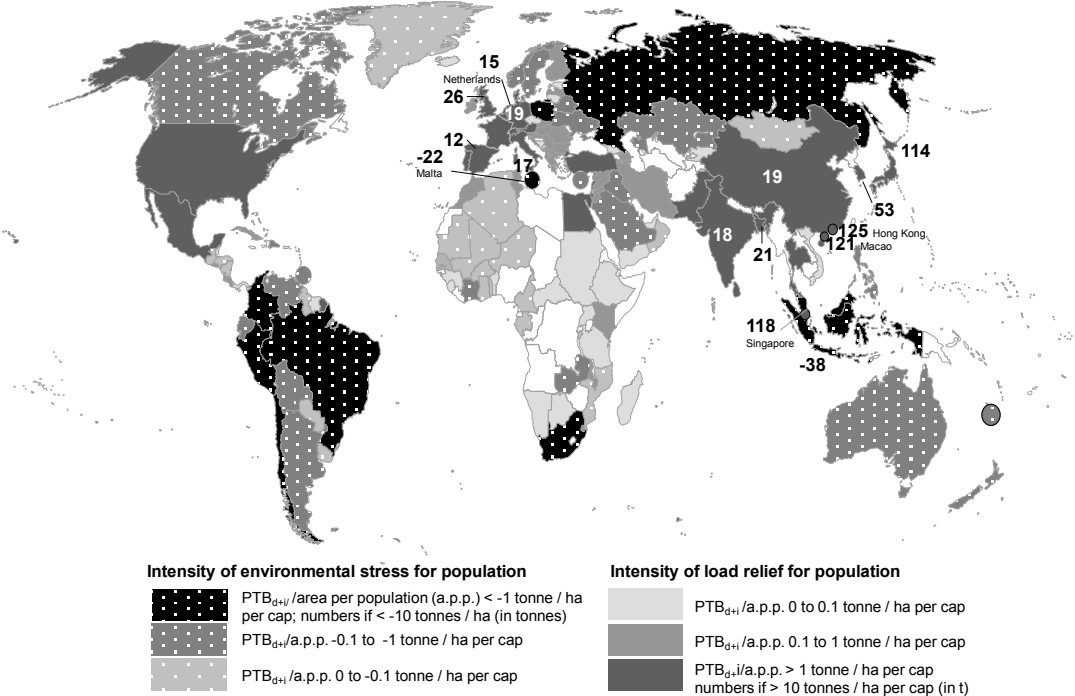 15
Netherlands
26
19
12
-22
Malta
17
114
19
53
18
125 Hong Kong
121 Macao
21
118
Singapore
-38
Intensity of environmental stress for population
PTBd+i/ /area per population (a.p.p.) < -1 tonne / ha
per cap; numbers if < -10 tonnes / ha (in tonnes)
PTBd+i/a.p.p. -0.1 to -1 tonne / ha per cap
PTBd+i /a.p.p. 0 to -0.1 tonne / ha per cap
Intensity of load relief for population
PTBd+i /a.p.p. 0 to 0.1 tonne / ha per cap
PTBd+i /a.p.p. 0.1 to 1 tonne / ha per cap
PTBd+i/a.p.p. > 1 tonne / ha per cap
numbers if > 10 tonnes / ha per cap (in t)